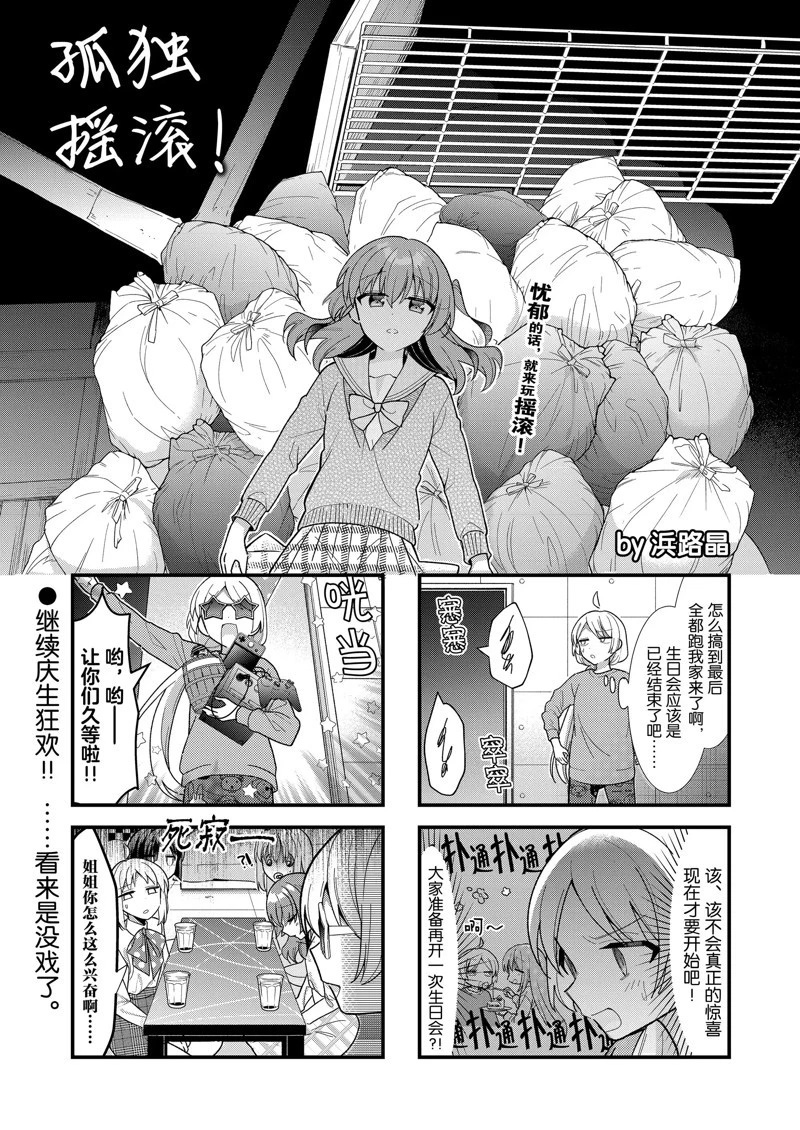 孤独
摇滚！
忧郁的话，就来玩摇滚！
by 浜路晶
怎么搞到最后
全都跑我家来了啊，
生日会应该是
已经结束了吧……
窸窸
窣窣
该、该不会真正的惊喜
现在才要开始吧！
大家准备再开一次生日会?!
呵～
扑通扑通扑通
扑通扑通扑通
咣当
哟，哟——
让你们久等啦!!
死寂——
?!
姐姐你怎么这么兴奋啊……
●继续庆生狂欢!! ……看来是没戏了。